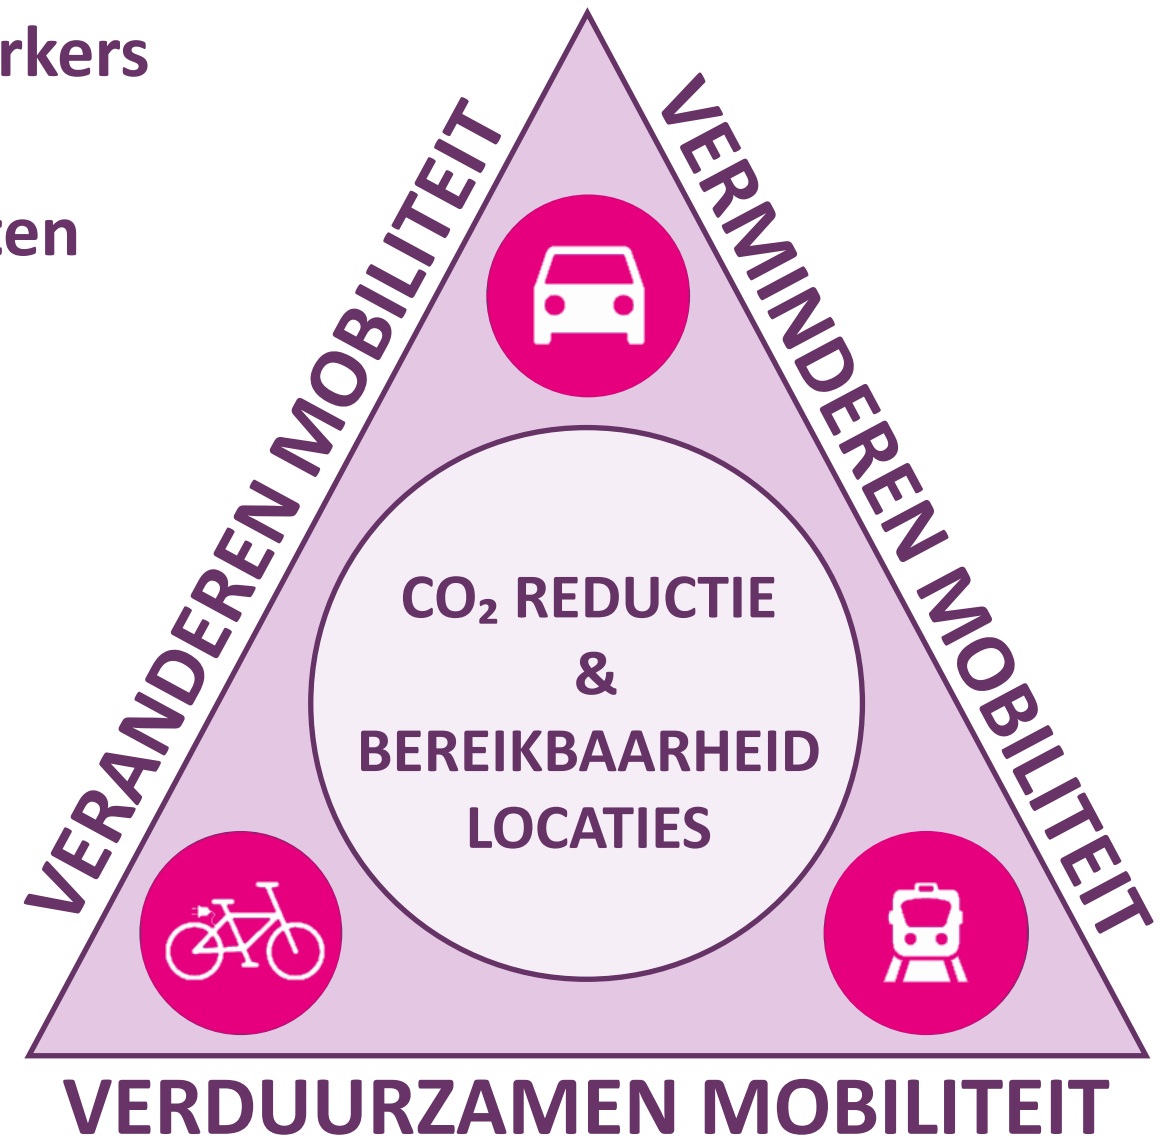 rkers
ten
VERANDEREN MOBILITEIT
VERMINDEREN MOBILITEIT
CO₂ REDUCTIE
&
BEREIKBAARHEID
LOCATIES
VERDUURZAMEN MOBILITEIT